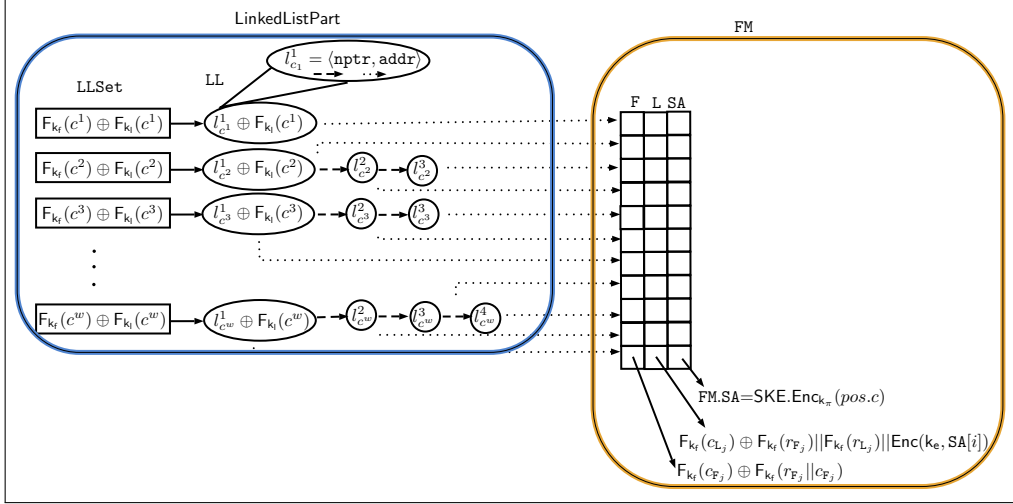 LinkedListPart
FM
l^1_{c_1} = ⟨nptr, addr⟩
LLSet LL
F L SA
F_{k_f}(c^1) ⊕ F_{k_l}(c^1) l^1_{c^1} ⊕ F_{k_l}(c^1)
F_{k_f}(c^2) ⊕ F_{k_l}(c^2) l^1_{c^2} ⊕ F_{k_l}(c^2) l^2_{c^2} l^3_{c^2}
F_{k_f}(c^3) ⊕ F_{k_l}(c^3) l^1_{c^3} ⊕ F_{k_l}(c^3) l^2_{c^3} l^3_{c^3}
F_{k_f}(c^w) ⊕ F_{k_l}(c^w) l^1_{c^w} ⊕ F_{k_l}(c^w) l^2_{c^w} l^3_{c^w} l^4_{c^w}
FM.SA=SKE.Enc_{k_π}(pos.c)
F_{k_f}(c_{L_j}) ⊕ F_{k_f}(r_{F_j})||F_{k_f}(r_{L_j})||Enc(k_e, SA[i])
F_{k_f}(c_{F_j}) ⊕ F_{k_f}(r_{F_j}||c_{F_j})